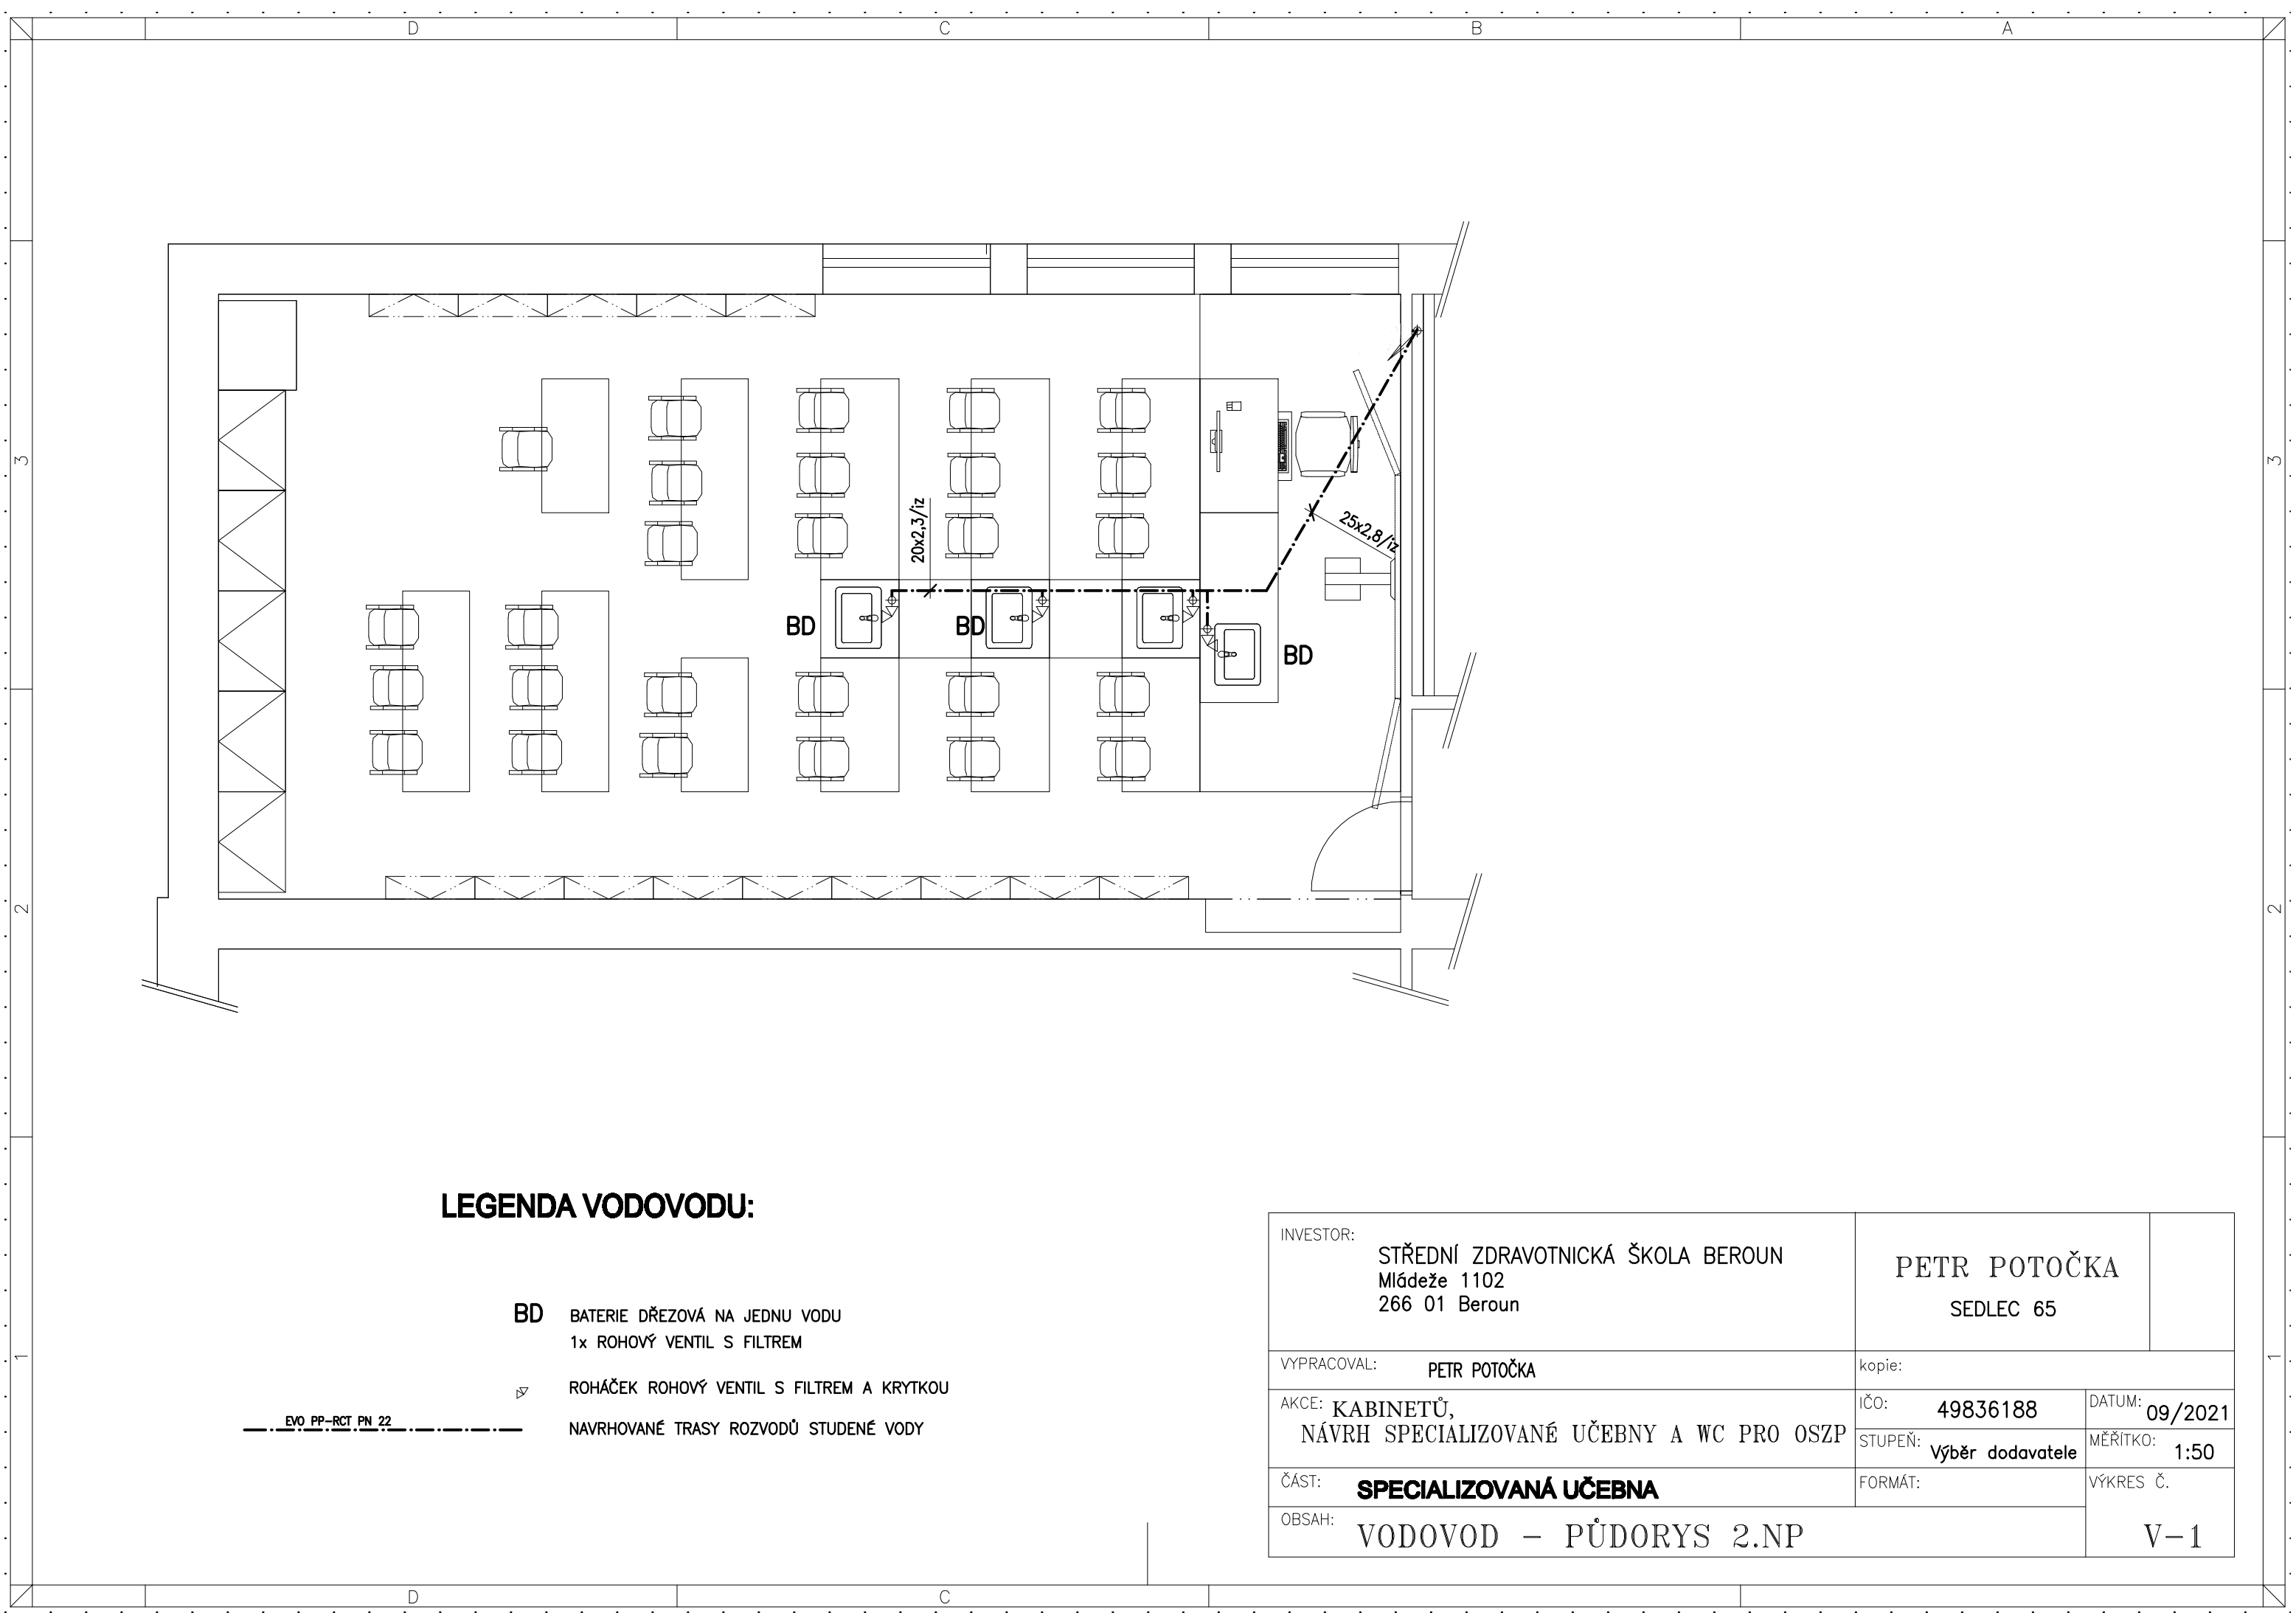 D
C
B
A
3
3
20x2,3/iz
25x2,8/iz
BD
BD
BD
2
2
LEGENDA VODOVODU:
BD BATERIE DŘEZOVÁ NA JEDNU VODU
1x ROHOVÝ VENTIL S FILTREM
ROHÁČEK ROHOVÝ VENTIL S FILTREM A KRYTKOU
EVO PP-RCT PN 22
NAVRHOVANÉ TRASY ROZVODŮ STUDENÉ VODY
1
1
INVESTOR:
STŘEDNÍ ZDRAVOTNICKÁ ŠKOLA BEROUN
Mládeže 1102
266 01 Beroun
PETR POTOČKA
SEDLEC 65
VYPRACOVAL: PETR POTOČKA
kopie:
AKCE: KABINETŮ,
NÁVRH SPECIALIZOVANÉ UČEBNY A WC PRO OSZP
IČO: 49836188
DATUM: 09/2021
STUPEŇ: Výběr dodavatele
MĚŘÍTKO: 1:50
ČÁST: SPECIALIZOVANÁ UČEBNA
FORMÁT:
VÝKRES Č.
OBSAH: VODOVOD - PŮDORYS 2.NP
V-1
D
C